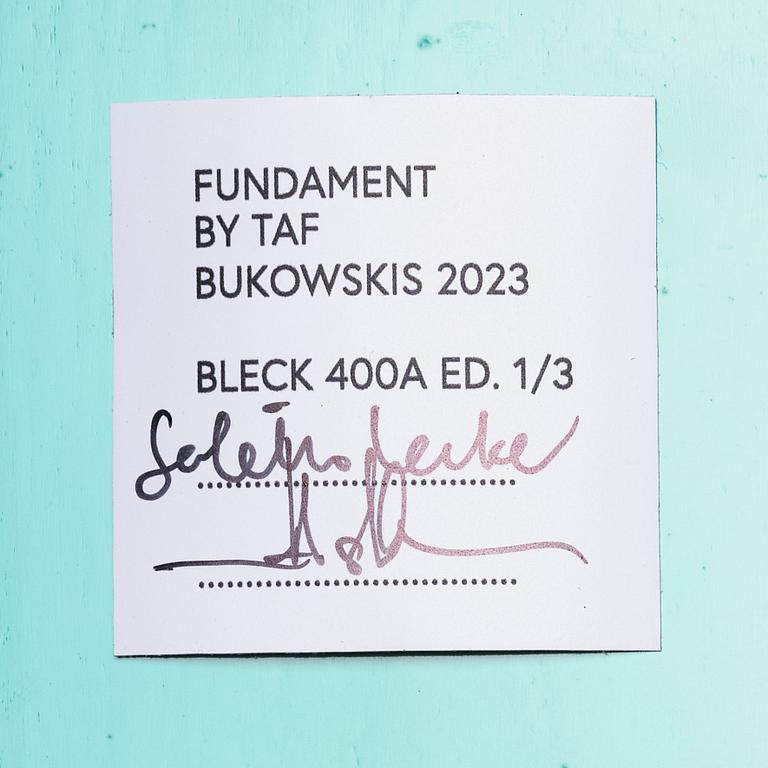 FUNDAMENT
BY TAF
BUKOWSKIS 2023
BLECK 400A ED. 1/3